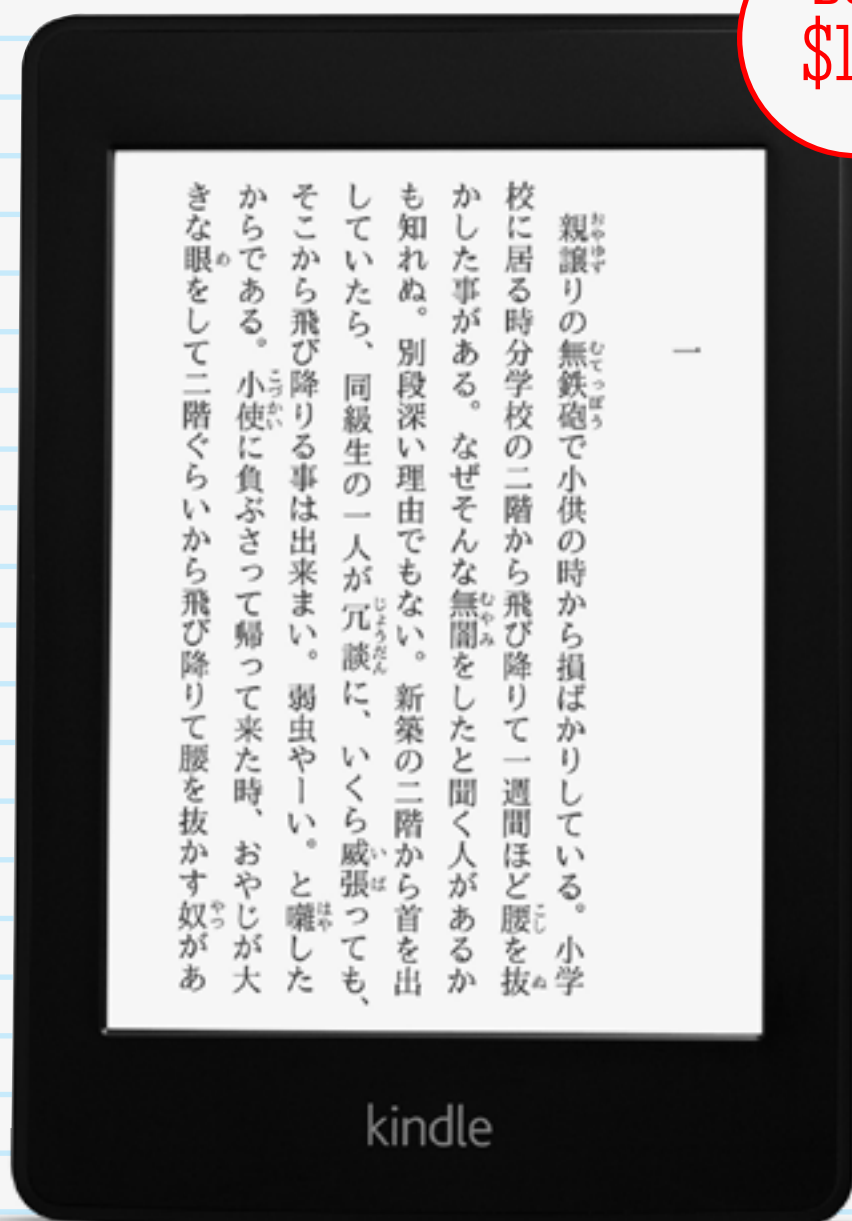 $1
一
親譲りの無鉄砲で小供の時から損ばかりしている。小学
校に居る時分学校の二階から飛び降りて一週間ほど腰を抜
かした事がある。なぜそんな無闇をしたと聞く人があるか
も知れぬ。別段深い理由でもない。新築の二階から首を出
していたら、同級生の一人が冗談に、いくら威張っても、
そこから飛び降りる事は出来まい。弱虫やーい。と囃した
からである。小使に負ぶさって帰って来た時、おやじが大
きな眼をして二階ぐらいから飛び降りて腰を抜かす奴があ
kindle